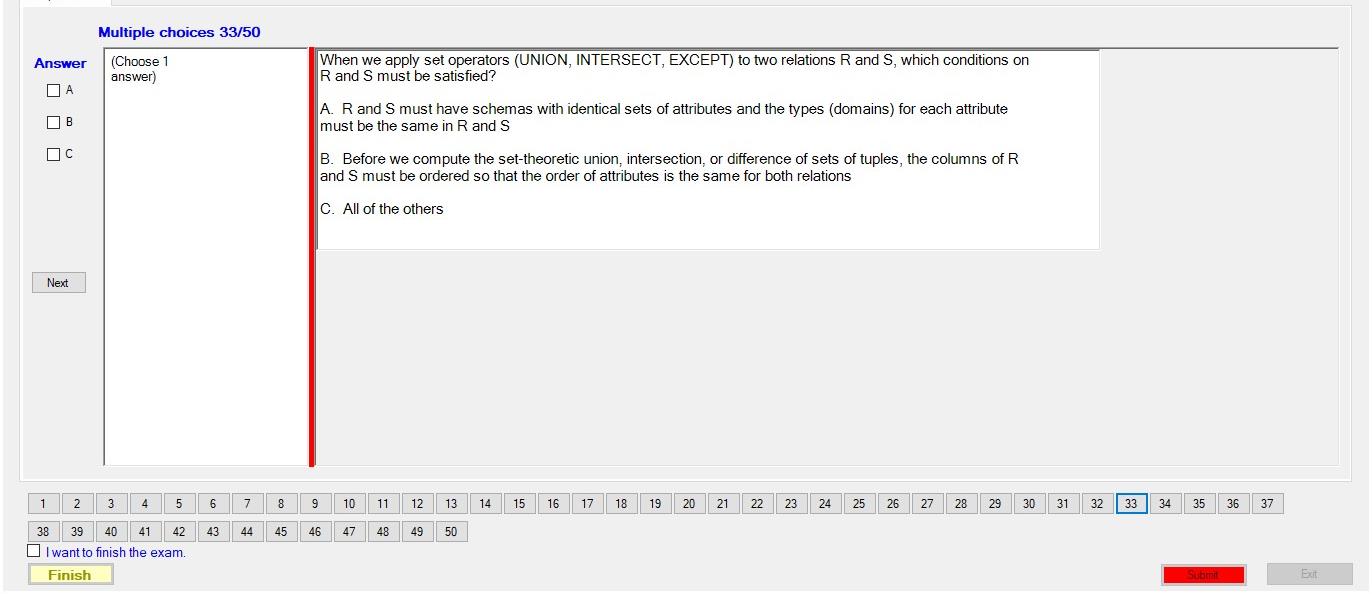 Multiple choices 33/50
Answer
A
B
C
(Choose 1
answer)
When we apply set operators (UNION, INTERSECT, EXCEPT) to two relations R and S, which conditions on
R and S must be satisfied?
A. R and S must have schemas with identical sets of attributes and the types (domains) for each attribute
must be the same in R and S
B. Before we compute the set-theoretic union, intersection, or difference of sets of tuples, the columns of R
and S must be ordered so that the order of attributes is the same for both relations
C. All of the others
Next
1 2 3 4 5 6 7 8 9 10 11 12 13 14 15 16 17 18 19 20 21 22 23 24 25 26 27 28 29 30 31 32 33 34 35 36 37
38 39 40 41 42 43 44 45 46 47 48 49 50
I want to finish the exam.
Finish
Submit
Exit